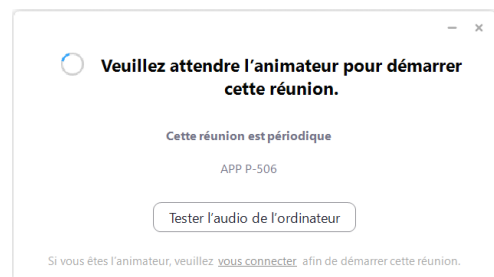 Veuillez attendre l'animateur pour démarrer
cette réunion.
Cette réunion est périodique
APP P-506
Tester l'audio de l'ordinateur
Si vous êtes l'animateur, veuillez vous connecter afin de démarrer cette réunion.